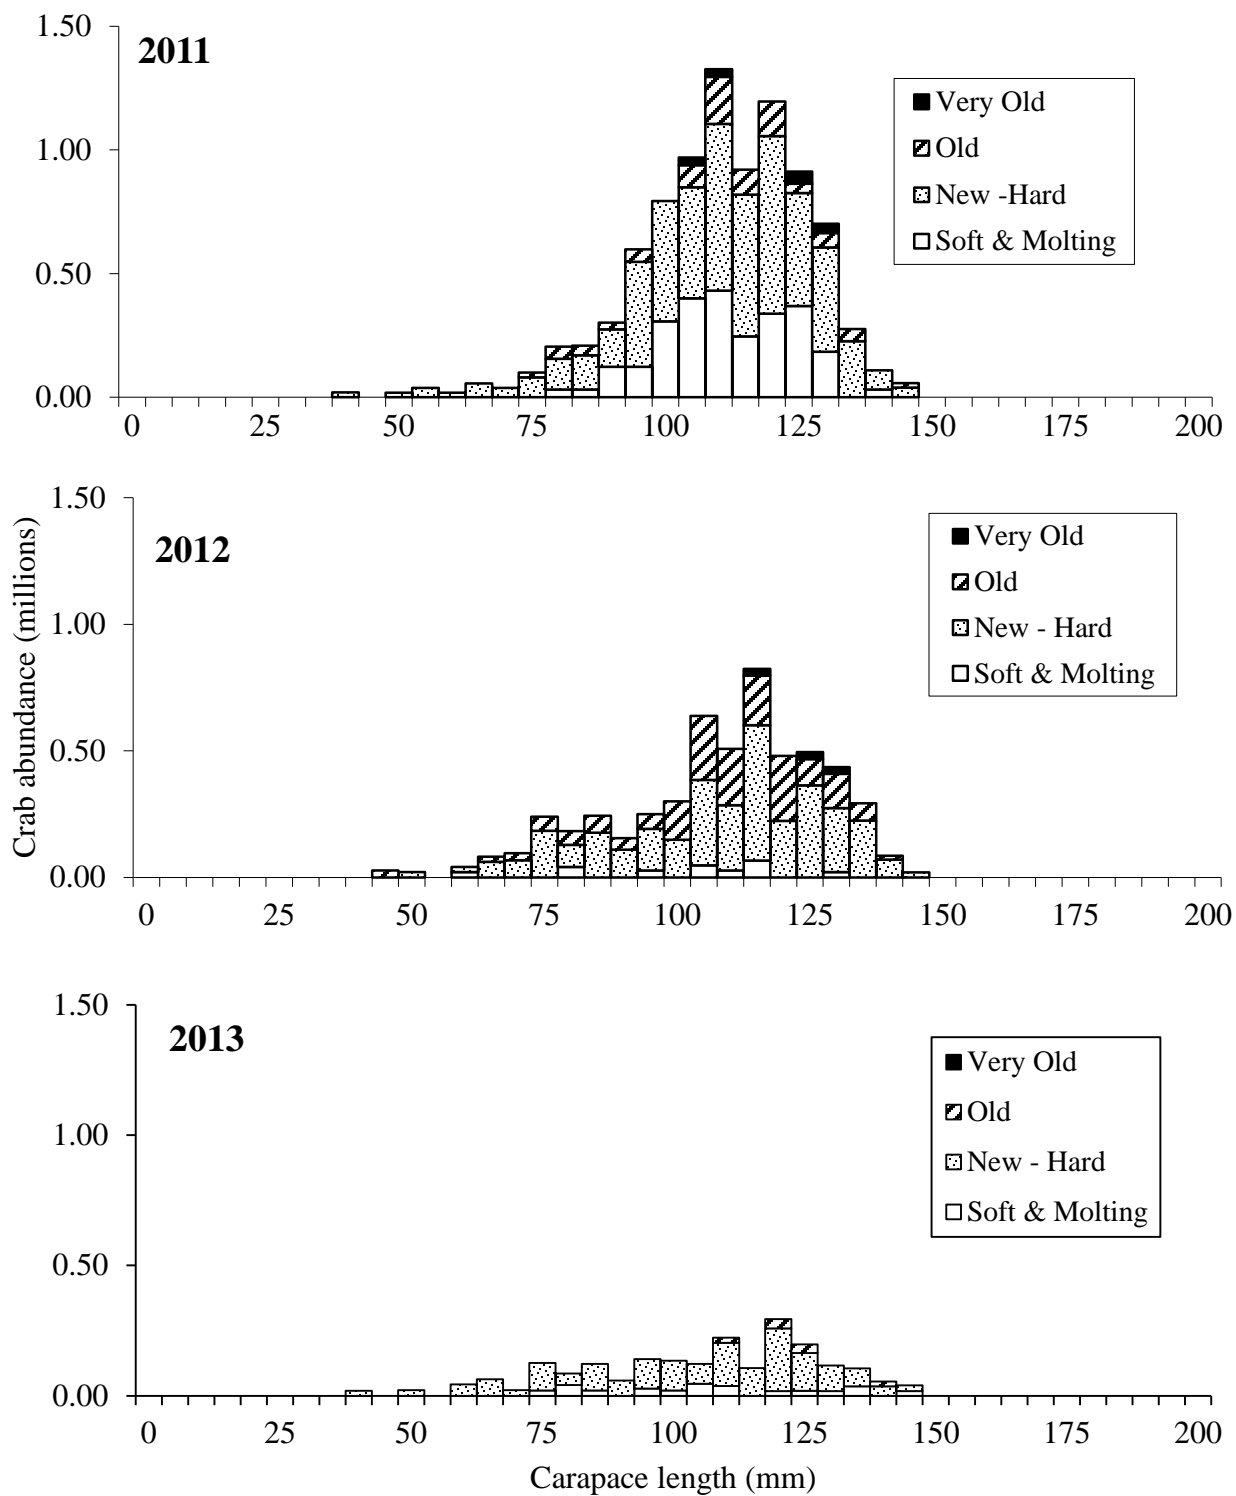 1.50
2011
Very Old
Old
New -Hard
Soft & Molting
1.00
0.50
0.00
0 25 50 75 100 125 150 175 200
Crab abundance (millions)
1.50
2012
Very Old
Old
New - Hard
Soft & Molting
1.00
0.50
0.00
0 25 50 75 100 125 150 175 200
1.50
2013
Very Old
Old
New - Hard
Soft & Molting
1.00
0.50
0.00
0 25 50 75 100 125 150 175 200
Carapace length (mm)